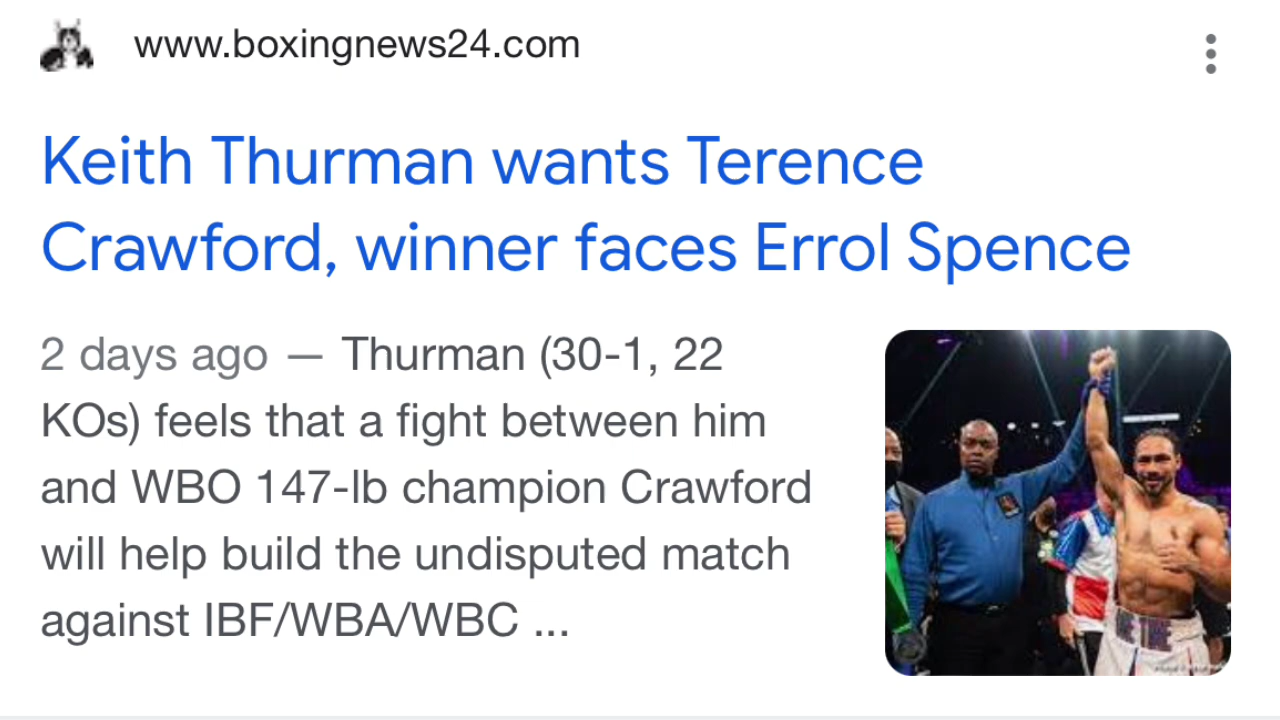 www.boxingnews24.com
Keith Thurman wants Terence
Crawford, winner faces Errol Spence
2 days ago — Thurman (30-1, 22
KOs) feels that a fight between him
and WBO 147-lb champion Crawford
will help build the undisputed match
against IBF/WBA/WBC ...